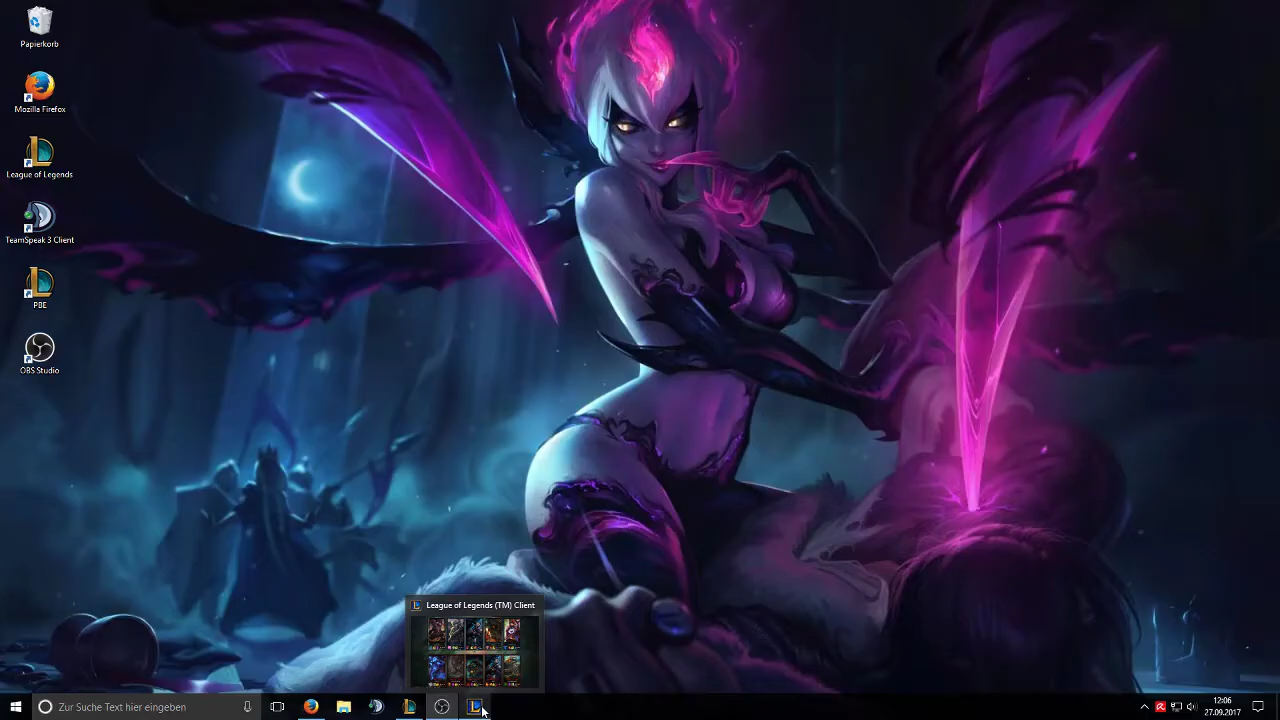 Papierkorb
Mozilla Firefox
League of Legends
TeamSpeak 3 Client
PBE
OBS Studio
League of Legends (TM) Client
Zur Suche Text hier eingeben
12:06
27.09.2017